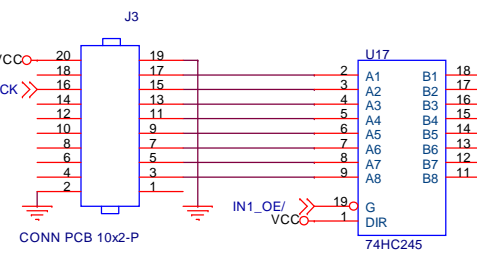 J3
VCC 20 19
18 17
CK 16 15
14 13
12 11
10 9
8 7
6 5
4 3
2 1
CONN PCB 10x2-P
U17
2 A1 B1 18
3 A2 B2 17
4 A3 B3 16
5 A4 B4 15
6 A5 B5 14
7 A6 B6 13
8 A7 B7 12
9 A8 B8 11
IN1_OE/ 19 G
VCC 1 DIR
74HC245